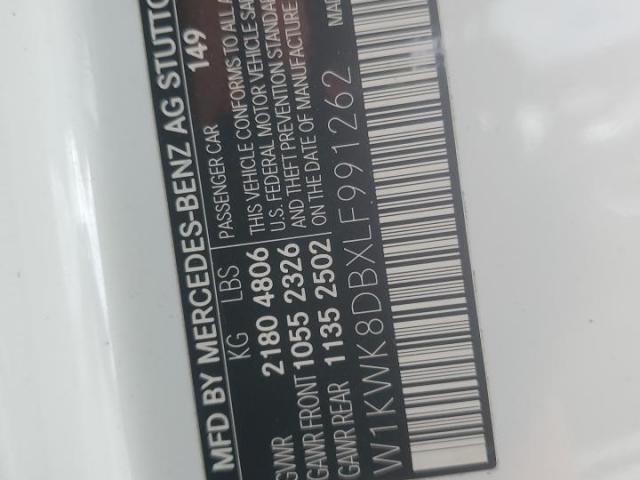 MFD BY MERCEDES-BENZ AG STUTTG
149
KG LBS PASSENGER CAR
GVWR 2180 4806 THIS VEHICLE CONFORMS TO ALL A
GAWR FRONT 1055 2326 U.S. FEDERAL MOTOR VEHICLE SA
GAWR REAR 1135 2502 AND THEFT PREVENTION STANDA
ON THE DATE OF MANUFACTURE
MAD
W1KWK8DBXLF991262